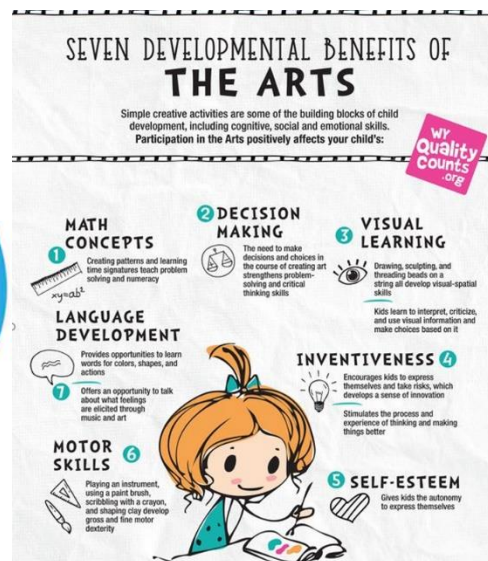 SEVEN DEVELOPMENTAL BENEFITS OF
THE ARTS
Simple creative activities are some of the building blocks of child
development, including cognitive, social and emotional skills.
Participation in the Arts positively affects your child's:
WY
Quality
Counts
.org
1
MATH
CONCEPTS
Creating patterns and learning
time signatures teach problem
solving and numeracy
xy=ab²
2 DECISION
MAKING
The need to make
decisions and choices in
the course of creating art
strengthens problem-
solving and critical
thinking skills
3 VISUAL
LEARNING
Drawing, sculpting, and
threading beads on a
string all develop visual-spatial
skills
Kids learn to interpret, criticize,
and use visual information and
make choices based on it
INVENTIVENESS 4
Encourages kids to express
themselves and take risks, which
develops a sense of innovation
Stimulates the process and
experience of thinking and making
things better
5 SELF-ESTEEM
Gives kids the autonomy
to express themselves
MOTOR
SKILLS 6
Playing an instrument,
using a paint brush,
scribbling with a crayon,
and shaping clay develop
gross and fine motor
dexterity
LANGUAGE
DEVELOPMENT
Provides opportunities to learn
words for colors, shapes, and
actions
7
Offers an opportunity to talk
about what feelings
are elicited through
music and art